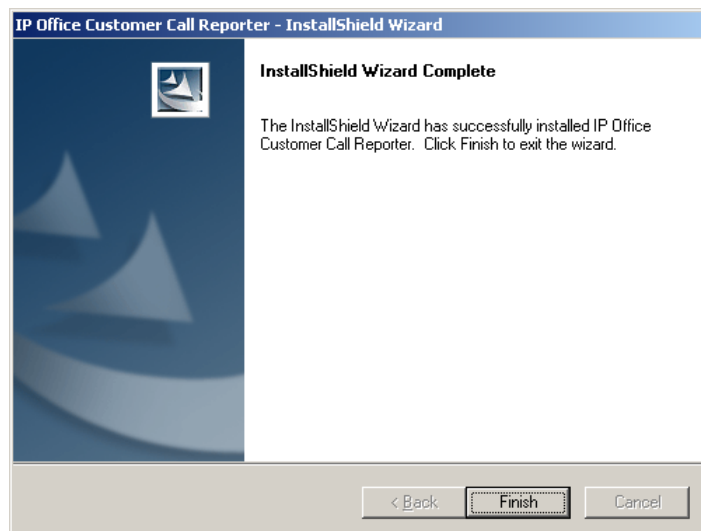 IP Office Customer Call Reporter - InstallShield Wizard
InstallShield Wizard Complete
The InstallShield Wizard has successfully installed IP Office
Customer Call Reporter. Click Finish to exit the wizard.
< Back
Finish
Cancel